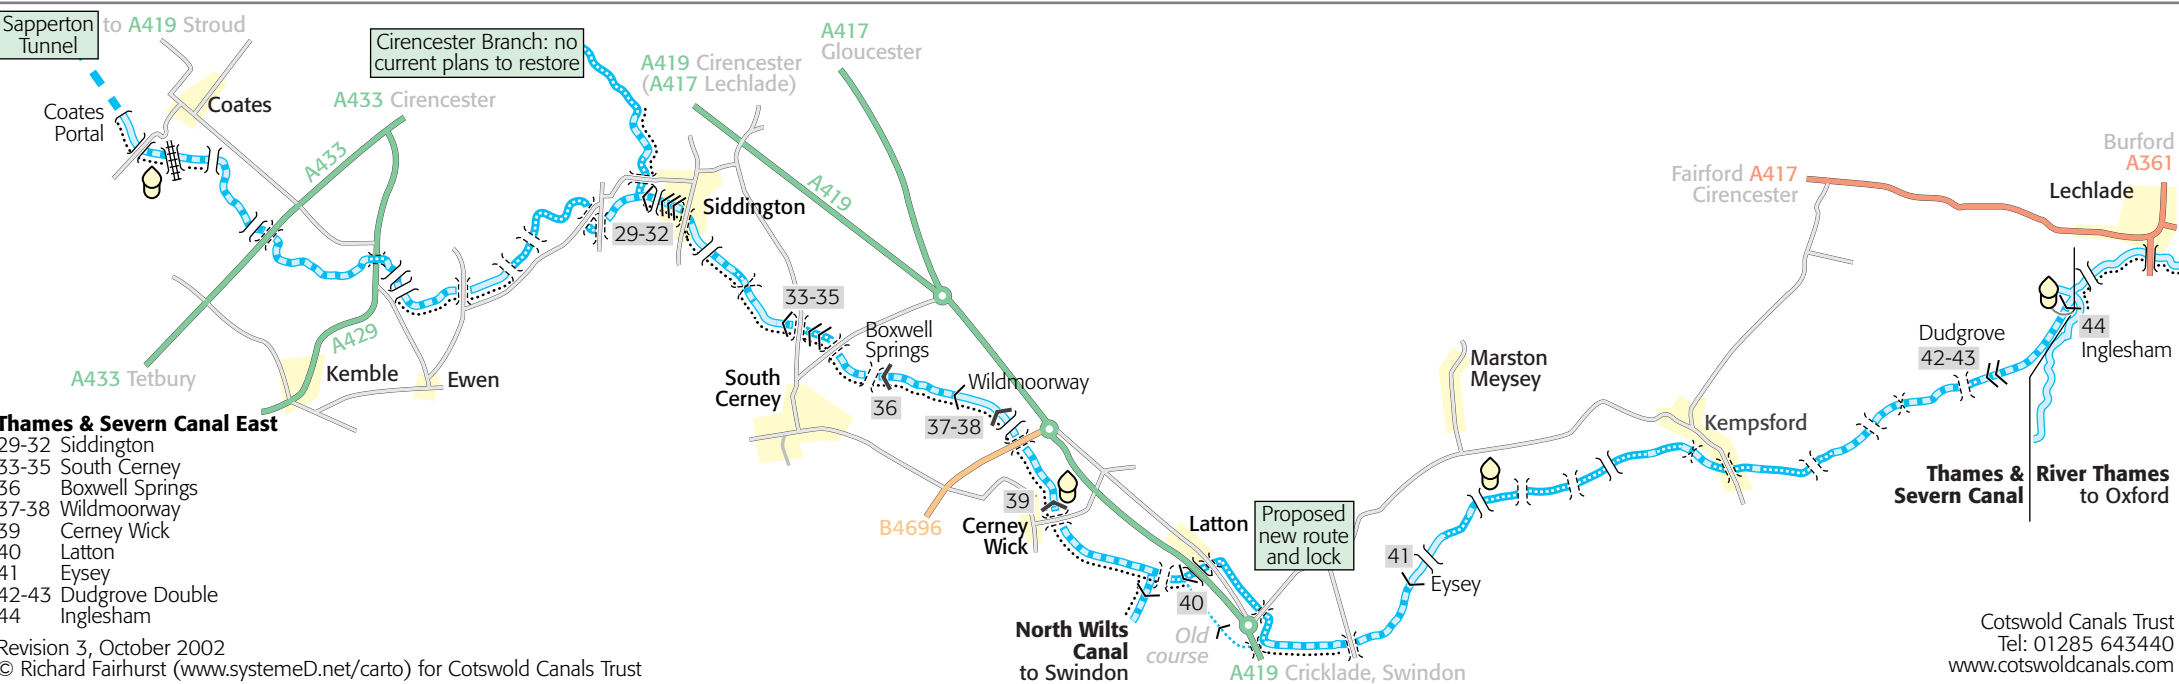 Sapperton
Tunnel
to A419 Stroud
Coates
Portal
Coates
Cirencester Branch: no
current plans to restore
A433 Cirencester
A433
A433 Tetbury
A429
Kemble
Ewen
A419 Cirencester
(A417 Lechlade)
A417
Gloucester
A419
Siddington
29-32
33-35
Boxwell
Springs
South
Cerney
36
Wildmoorway
37-38
B4696
39
Cerney
Wick
Latton
40
North Wilts
Canal
to Swindon
Old
course
A419 Cricklade, Swindon
Proposed
new route
and lock
41
Eysey
Marston
Meysey
Kempsford
Fairford A417
Cirencester
Burford
A361
Lechlade
Dudgrove
42-43
44
Inglesham
Thames &
Severn Canal
River Thames
to Oxford
Thames & Severn Canal East
29-32 Siddington
33-35 South Cerney
36 Boxwell Springs
37-38 Wildmoorway
39 Cerney Wick
40 Latton
41 Eysey
42-43 Dudgrove Double
44 Inglesham
Revision 3, October 2002
© Richard Fairhurst (www.systemeD.net/carto) for Cotswold Canals Trust
Cotswold Canals Trust
Tel: 01285 643440
www.cotswoldcanals.com